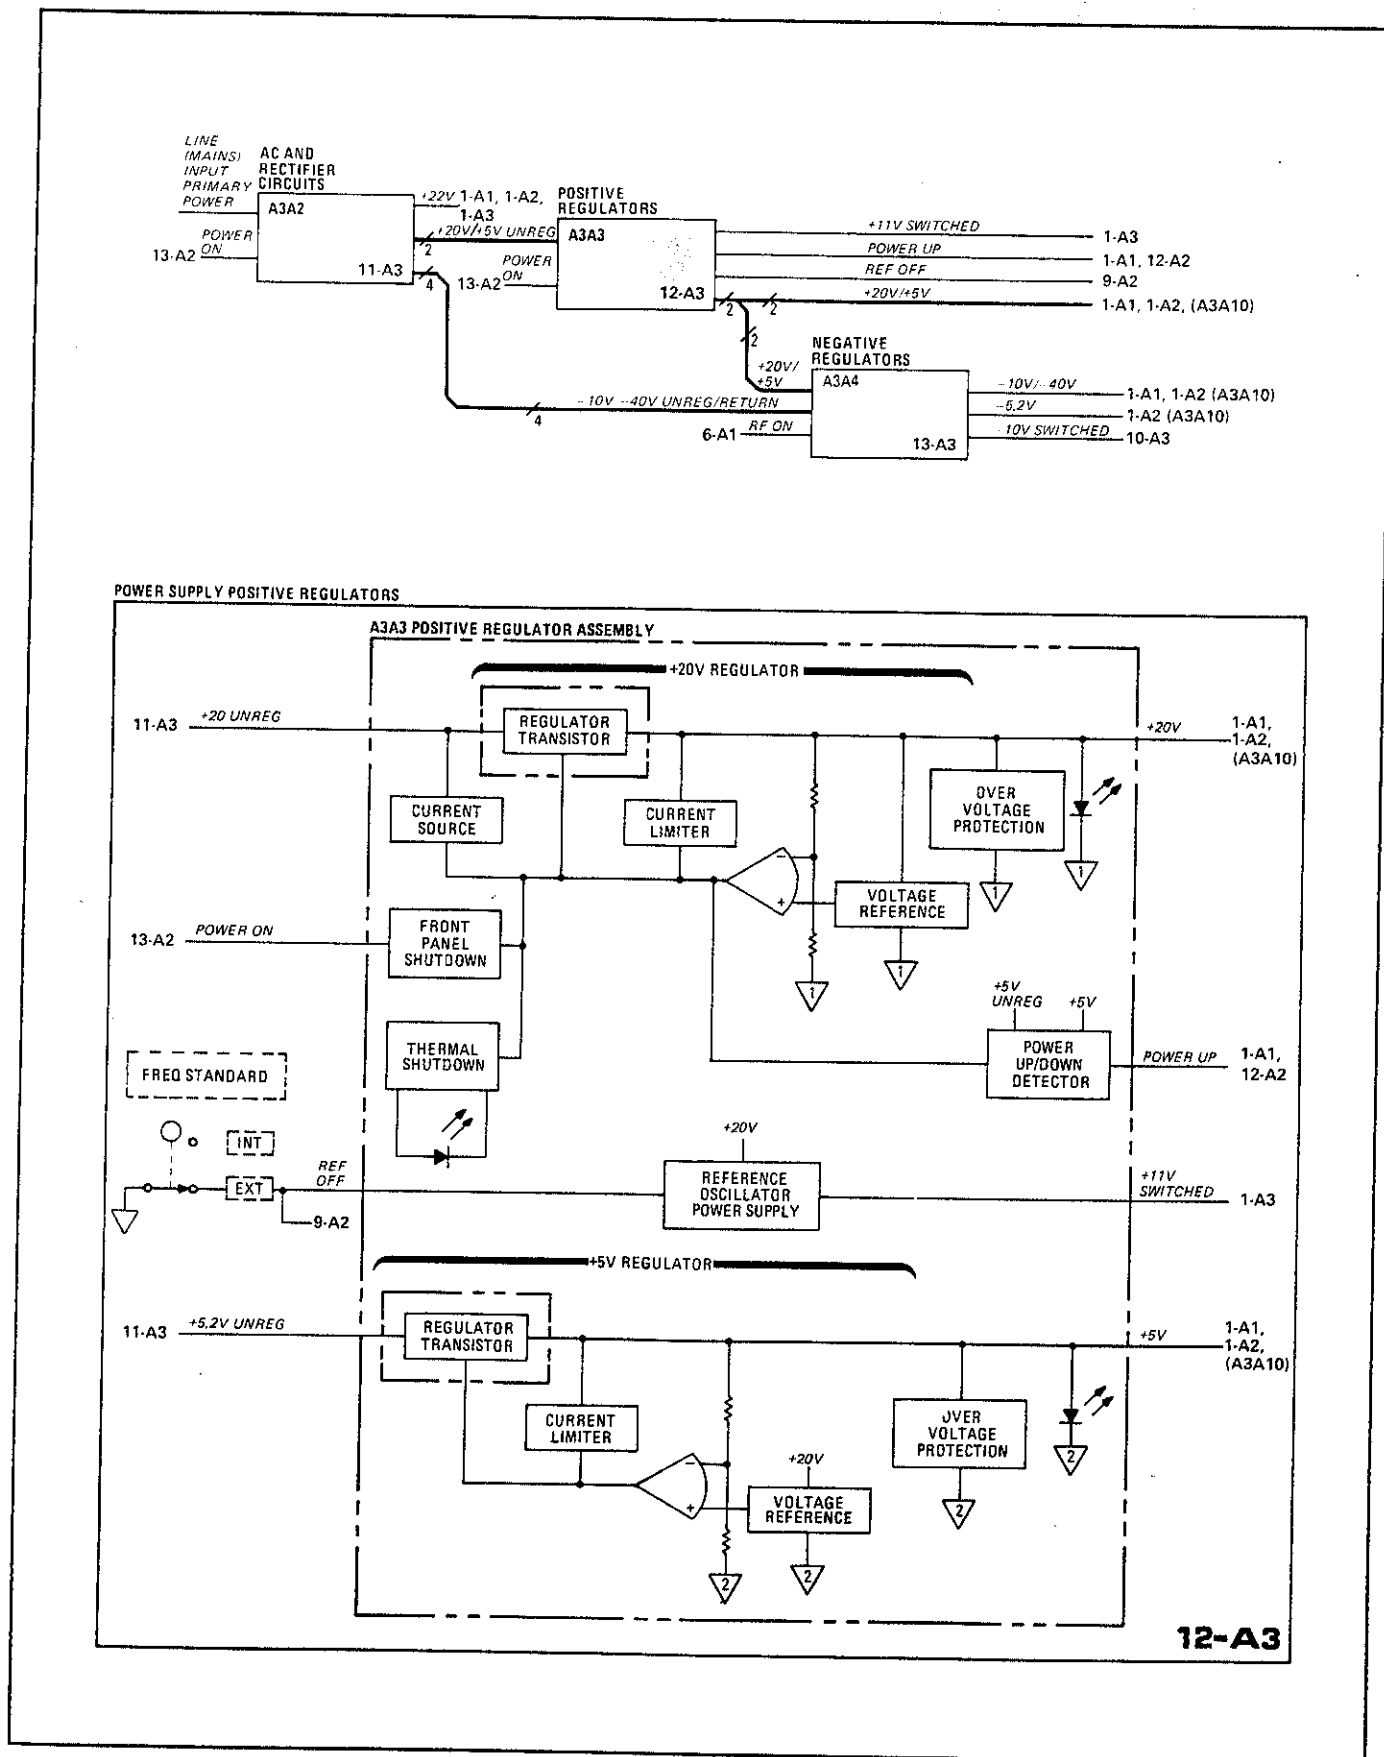 LINE
(MAINS)
INPUT
PRIMARY
POWER
AC AND
RECTIFIER
CIRCUITS
A3A2
13-A2
POWER
ON
11-A3
+22V 1-A1, 1-A2,
1-A3
+20V/+5V UNREG
2
4
POSITIVE
REGULATORS
A3A3
13-A2
POWER
ON
12-A3
+11V SWITCHED
1-A3
POWER UP
1-A1, 12-A2
REF OFF
9-A2
+20V/+5V
1-A1, 1-A2, (A3A10)
2
2
2
+20V/
+5V
NEGATIVE
REGULATORS
A3A4
-10V -40V UNREG/RETURN
4
6-A1
RF ON
13-A3
-10V/-40V
1-A1, 1-A2 (A3A10)
-5.2V
1-A2 (A3A10)
-10V SWITCHED
10-A3
POWER SUPPLY POSITIVE REGULATORS
A3A3 POSITIVE REGULATOR ASSEMBLY
+20V REGULATOR
11-A3
+20 UNREG
REGULATOR
TRANSISTOR
+20V
1-A1,
1-A2,
(A3A10)
CURRENT
SOURCE
CURRENT
LIMITER
OVER
VOLTAGE
PROTECTION
1
1
-
+
VOLTAGE
REFERENCE
1
1
13-A2
POWER ON
FRONT
PANEL
SHUTDOWN
THERMAL
SHUTDOWN
+5V
UNREG
+5V
POWER
UP/DOWN
DETECTOR
POWER UP
1-A1,
12-A2
FREQ STANDARD
INT
EXT
REF
OFF
9-A2
+20V
REFERENCE
OSCILLATOR
POWER SUPPLY
+11V
SWITCHED
1-A3
+5V REGULATOR
11-A3
+5.2V UNREG
REGULATOR
TRANSISTOR
+5V
1-A1,
1-A2,
(A3A10)
CURRENT
LIMITER
OVER
VOLTAGE
PROTECTION
2
2
-
+
+20V
VOLTAGE
REFERENCE
2
2
12-A3